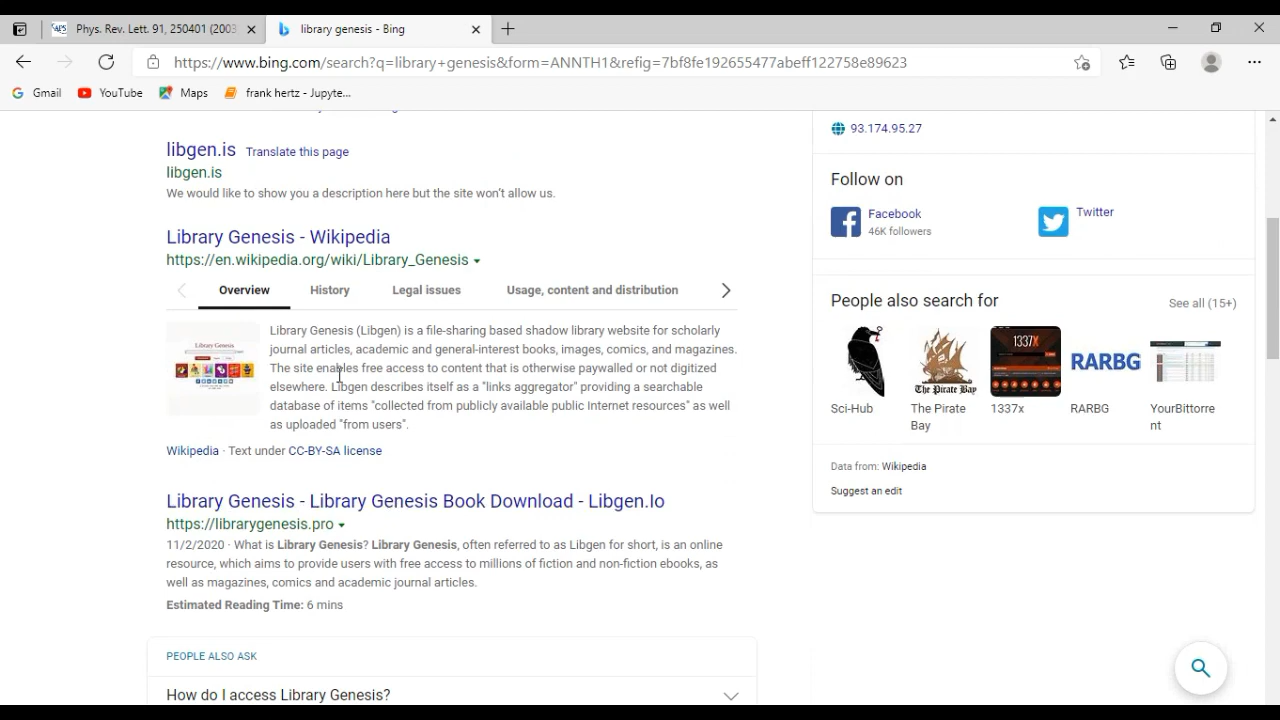 Phys. Rev. Lett. 91, 250401 (2003
library genesis - Bing
https://www.bing.com/search?q=library+genesis&form=ANNTH1&refig=7bf8fe192655477abeff122758e89623
Gmail
YouTube
Maps
frank hertz - Jupyte...
libgen.is Translate this page
libgen.is
We would like to show you a description here but the site won't allow us.
Library Genesis - Wikipedia
https://en.wikipedia.org/wiki/Library_Genesis
Overview History Legal issues Usage, content and distribution
Library Genesis (Libgen) is a file-sharing based shadow library website for scholarly
journal articles, academic and general-interest books, images, comics, and magazines.
The site enables free access to content that is otherwise paywalled or not digitized
elsewhere. Libgen describes itself as a "links aggregator" providing a searchable
database of items "collected from publicly available public Internet resources" as well
as uploaded "from users".
Wikipedia · Text under CC-BY-SA license
Library Genesis - Library Genesis Book Download - Libgen.Io
https://librarygenesis.pro
11/2/2020 · What is Library Genesis? Library Genesis, often referred to as Libgen for short, is an online
resource, which aims to provide users with free access to millions of fiction and non-fiction ebooks, as
well as magazines, comics and academic journal articles.
Estimated Reading Time: 6 mins
PEOPLE ALSO ASK
How do I access Library Genesis?
93.174.95.27
Follow on
Facebook
46K followers
Twitter
People also search for
See all (15+)
The Pirate Bay
1337X
RARBG
Sci-Hub
The Pirate
Bay
1337x
RARBG
YourBittorre
nt
Data from: Wikipedia
Suggest an edit